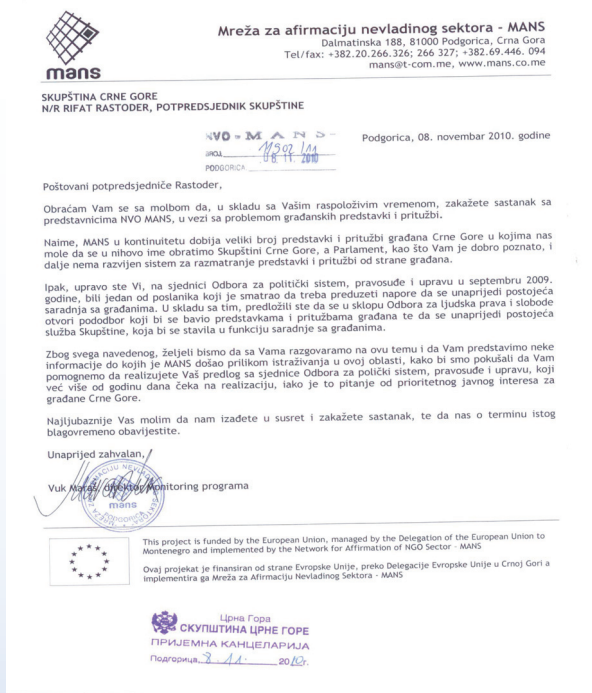 mans
Mreža za afirmaciju nevladinog sektora - MANS
Dalmatinska 188, 81000 Podgorica, Crna Gora
Tel/fax: +382.20.266.326; 266 327; +382.69.446. 094
mans@t-com.me, www.mans.co.me
SKUPŠTINA CRNE GORE
N/R RIFAT RASTODER, POTPREDSJEDNIK SKUPŠTINE
NVO - MANS -
BROJ
08. 11. 2010
PODGORICA
Podgorica, 08. novembar 2010. godine
Poštovani potpredsjedniče Rastoder,
Obraćam Vam se sa molbom da, u skladu sa Vašim raspoloživim vremenom, zakažete sastanak sa
predstavnicima NVO MANS, u vezi sa problemom građanskih predstavki i pritužbi.
Naime, MANS u kontinuitetu dobija veliki broj predstavki i pritužbi građana Crne Gore u kojima nas
mole da se u nihovo ime obratimo Skupštini Crne Gore, a Parlament, kao što Vam je dobro poznato, i
dalje nema razvijen sistem za razmatranje predstavki i pritužbi od strane građana.
Ipak, upravo ste Vi, na sjednici Odbora za politički sistem, pravosuđe i upravu u septembru 2009.
godine, bili jedan od poslanika koji je smatrao da treba preduzeti napore da se unaprijedi postojeća
saradnja sa građanima. U skladu sa tim, predložili ste da se u sklopu Odbora za ljudska prava i slobode
otvori pododbor koji bi se bavio predstavkama i pritužbama građana te da se unaprijedi postojeća
služba Skupštine, koja bi se stavila u funkciju saradnje sa građanima.
Zbog svega navedenog, željeli bismo da sa Vama razgovaramo na ovu temu i da Vam predstavimo neke
informacije do kojih je MANS došao prilikom istraživanja u ovoj oblasti, kako bi smo pokušali da Vam
pomognemo da realizujete Vaš predlog sa sjednice Odbora za polički sistem, pravosuđe i upravu, koji
već više od godinu dana čeka na realizaciju, iako je to pitanje od prioritetnog javnog interesa za
građane Crne Gore.
Najljubaznije Vas molim da nam izađete u susret i zakažete sastanak, te da nas o terminu istog
blagovremeno obavijestite.
Unaprijed zahvalan,
Vuk Maraš, direktor Monitoring programa
mans
PODGORICA
This project is funded by the European Union, managed by the Delegation of the European Union to
Montenegro and implemented by the Network for Affirmation of NGO Sector - MANS
Ovaj projekat je finansiran od strane Evropske Unije, preko Delegacije Evropske Unije u Crnoj Gori a
implementira ga Mreža za Afirmaciju Nevladinog Sektora - MANS
Црна Гора
СКУПШТИНА ЦРНЕ ГОРЕ
ПРИЈЕМНА КАНЦЕЛАРИЈА
Подгорица, 8. 11. 2010г.